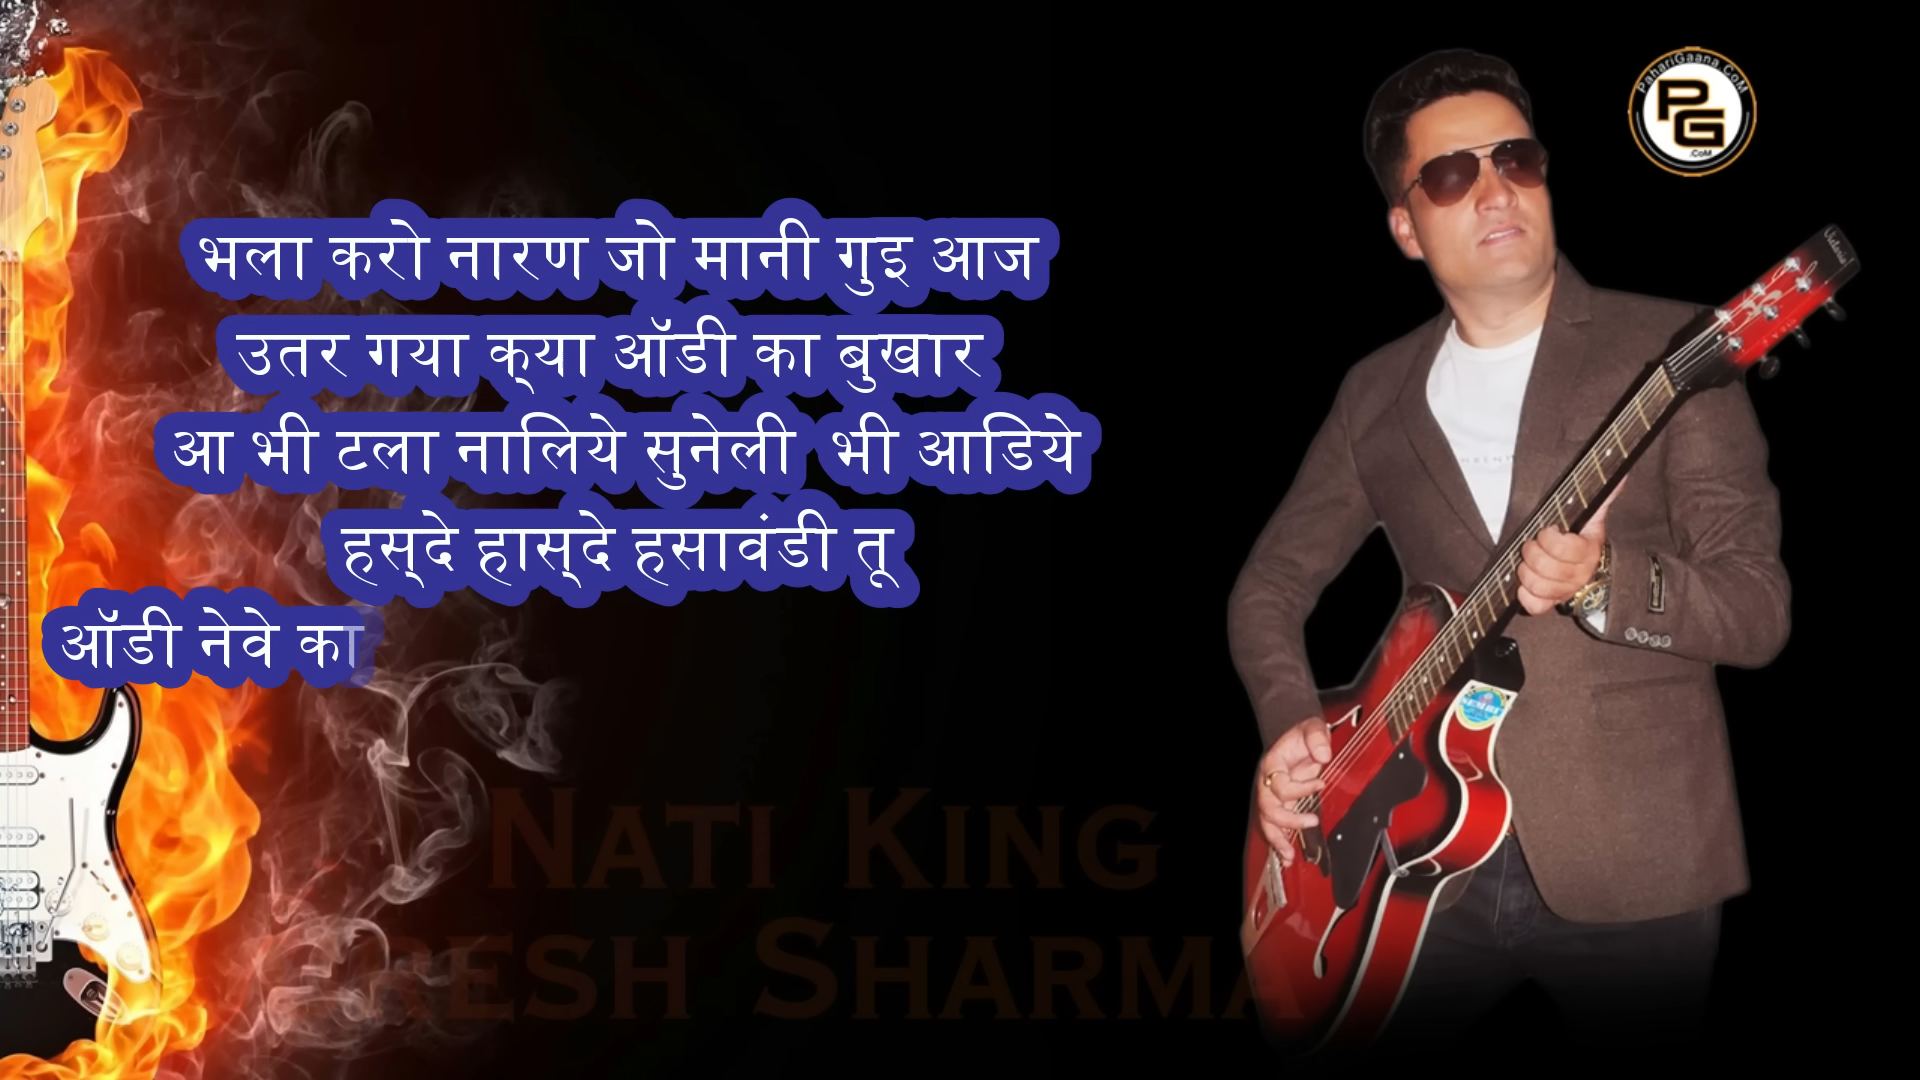 PahariGaana.CoM
PG
.CoM
भला करो नारण जो मानी गुइ आज
उतर गया क्या ऑडी का बुखार
आ भी टला नालिये सुनेली भी आडिये
हस्दे हास्दे हसावंडी तू
ऑडी नेवे का
NATI KING
RESH SHARMA